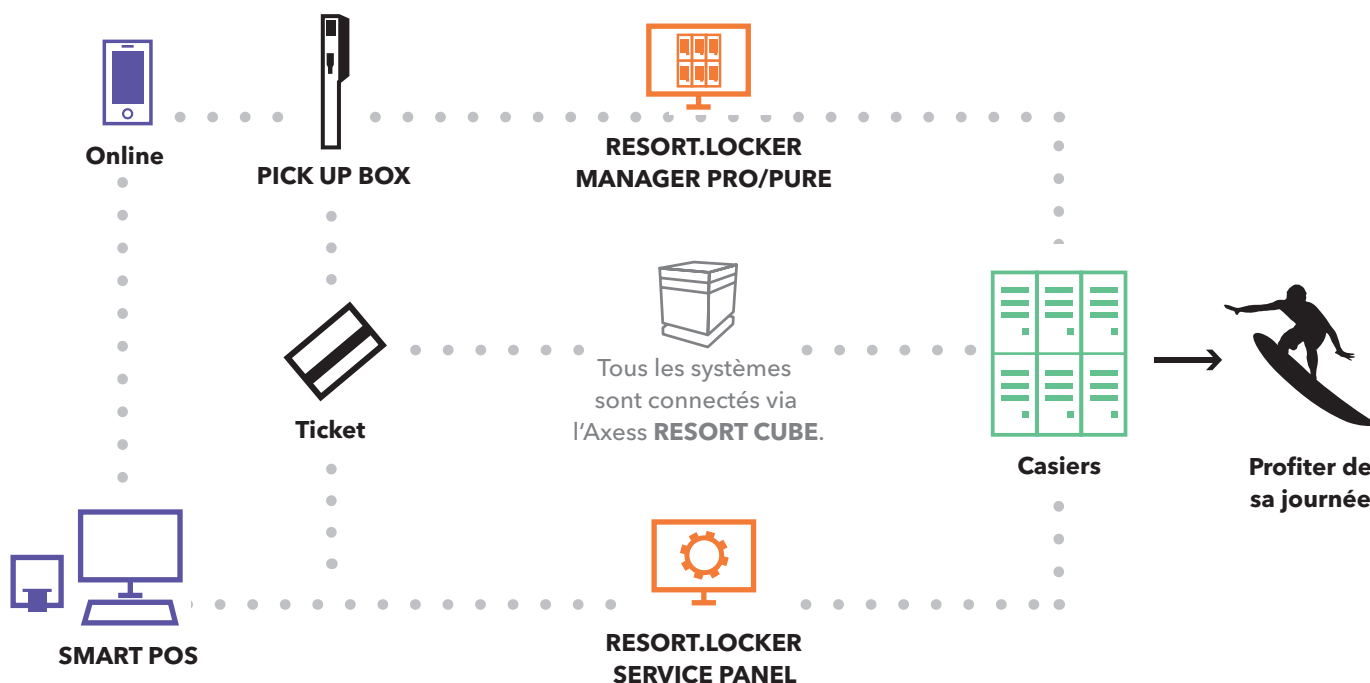 Online
PICK UP BOX
RESORT.LOCKER
MANAGER PRO/PURE
Ticket
Tous les systèmes
sont connectés via
l‘Axess RESORT CUBE.
Casiers
Profiter de
sa journée
SMART POS
RESORT.LOCKER
SERVICE PANEL